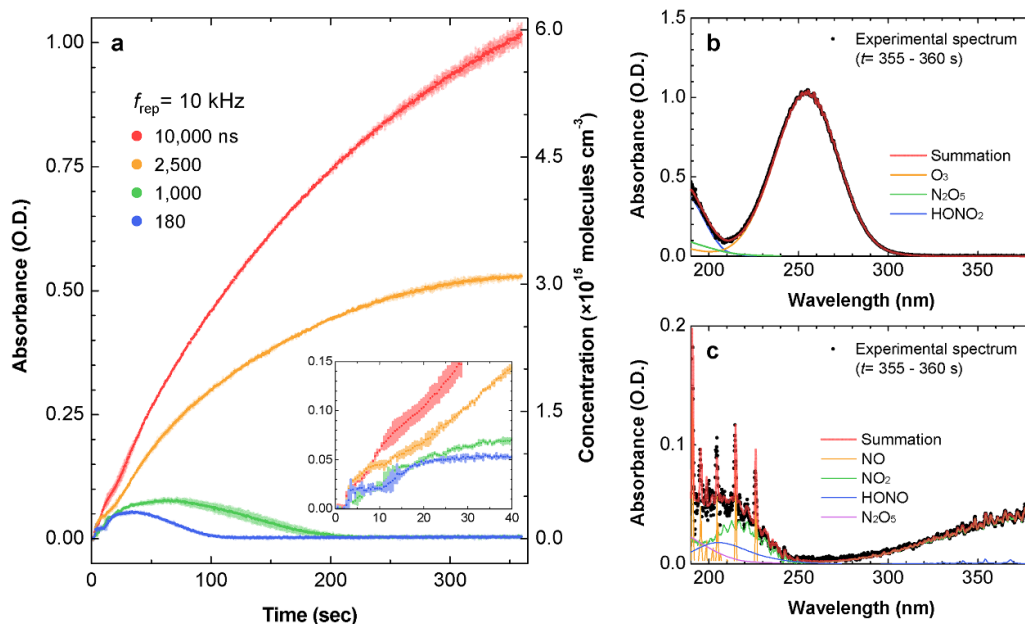 a
f_rep = 10 kHz
10,000 ns
2,500
1,000
180
1.00
0.75
0.50
0.25
0.00
Absorbance (O.D.)
0 100 200 300
Time (sec)
6.0
4.5
3.0
1.5
0.0
Concentration (×10¹⁵ molecules cm⁻³)
0.15
0.10
0.05
0.00
0 10 20 30 40
b
Experimental spectrum
(t= 355 - 360 s)
Summation
O₃
N₂O₅
HONO₂
1.5
1.0
0.5
0.0
Absorbance (O.D.)
200 250 300 350
Wavelength (nm)
c
Experimental spectrum
(t= 355 - 360 s)
Summation
NO
NO₂
HONO
N₂O₅
0.2
0.1
0.0
Absorbance (O.D.)
200 250 300 350
Wavelength (nm)